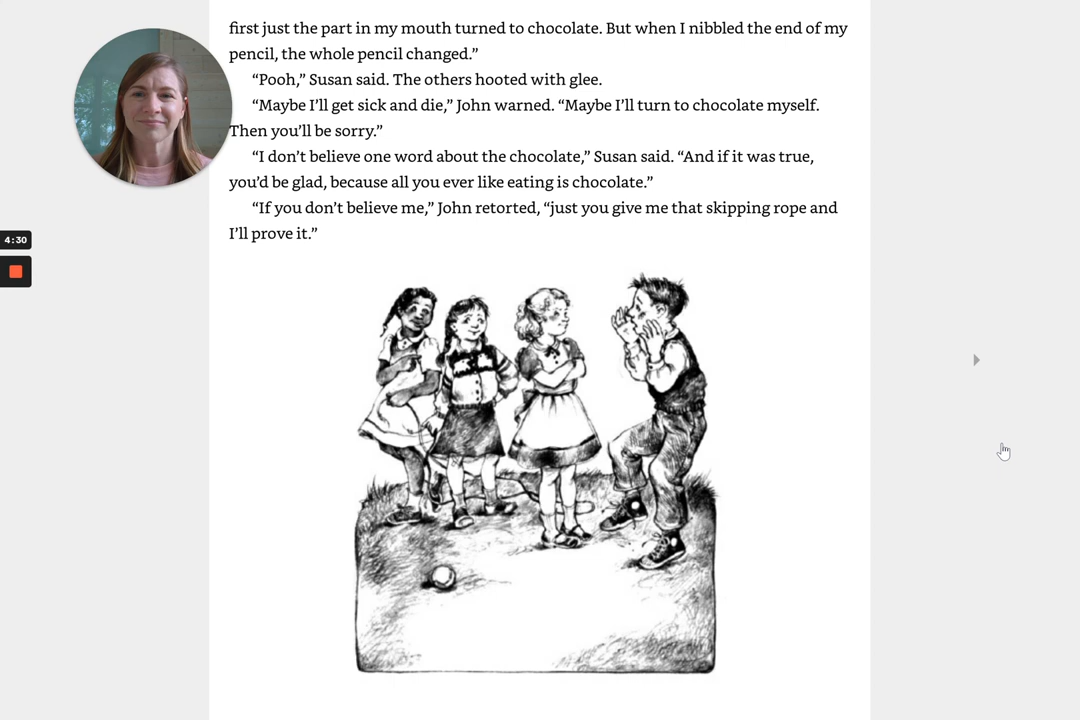 first just the part in my mouth turned to chocolate. But when I nibbled the end of my
pencil, the whole pencil changed.”
“Pooh,” Susan said. The others hooted with glee.
“Maybe I’ll get sick and die,” John warned. “Maybe I’ll turn to chocolate myself.
Then you’ll be sorry.”
“I don’t believe one word about the chocolate,” Susan said. “And if it was true,
you’d be glad, because all you ever like eating is chocolate.”
“If you don’t believe me,” John retorted, “just you give me that skipping rope and
I’ll prove it.”
4:30